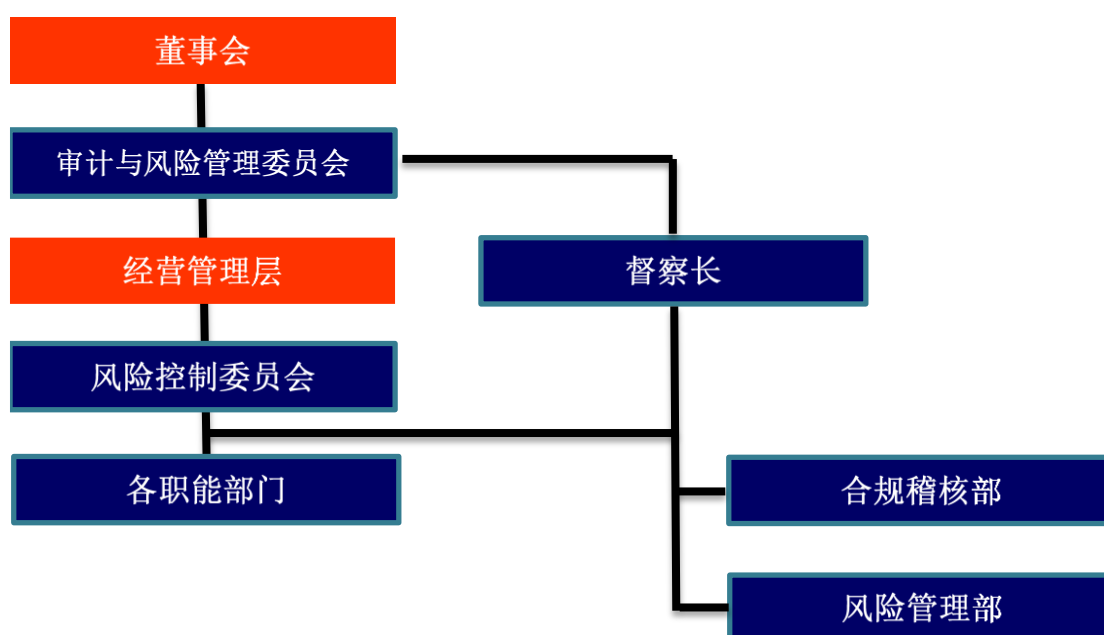 董事会
审计与风险管理委员会
经营管理层
督察长
风险控制委员会
各职能部门
合规稽核部
风险管理部